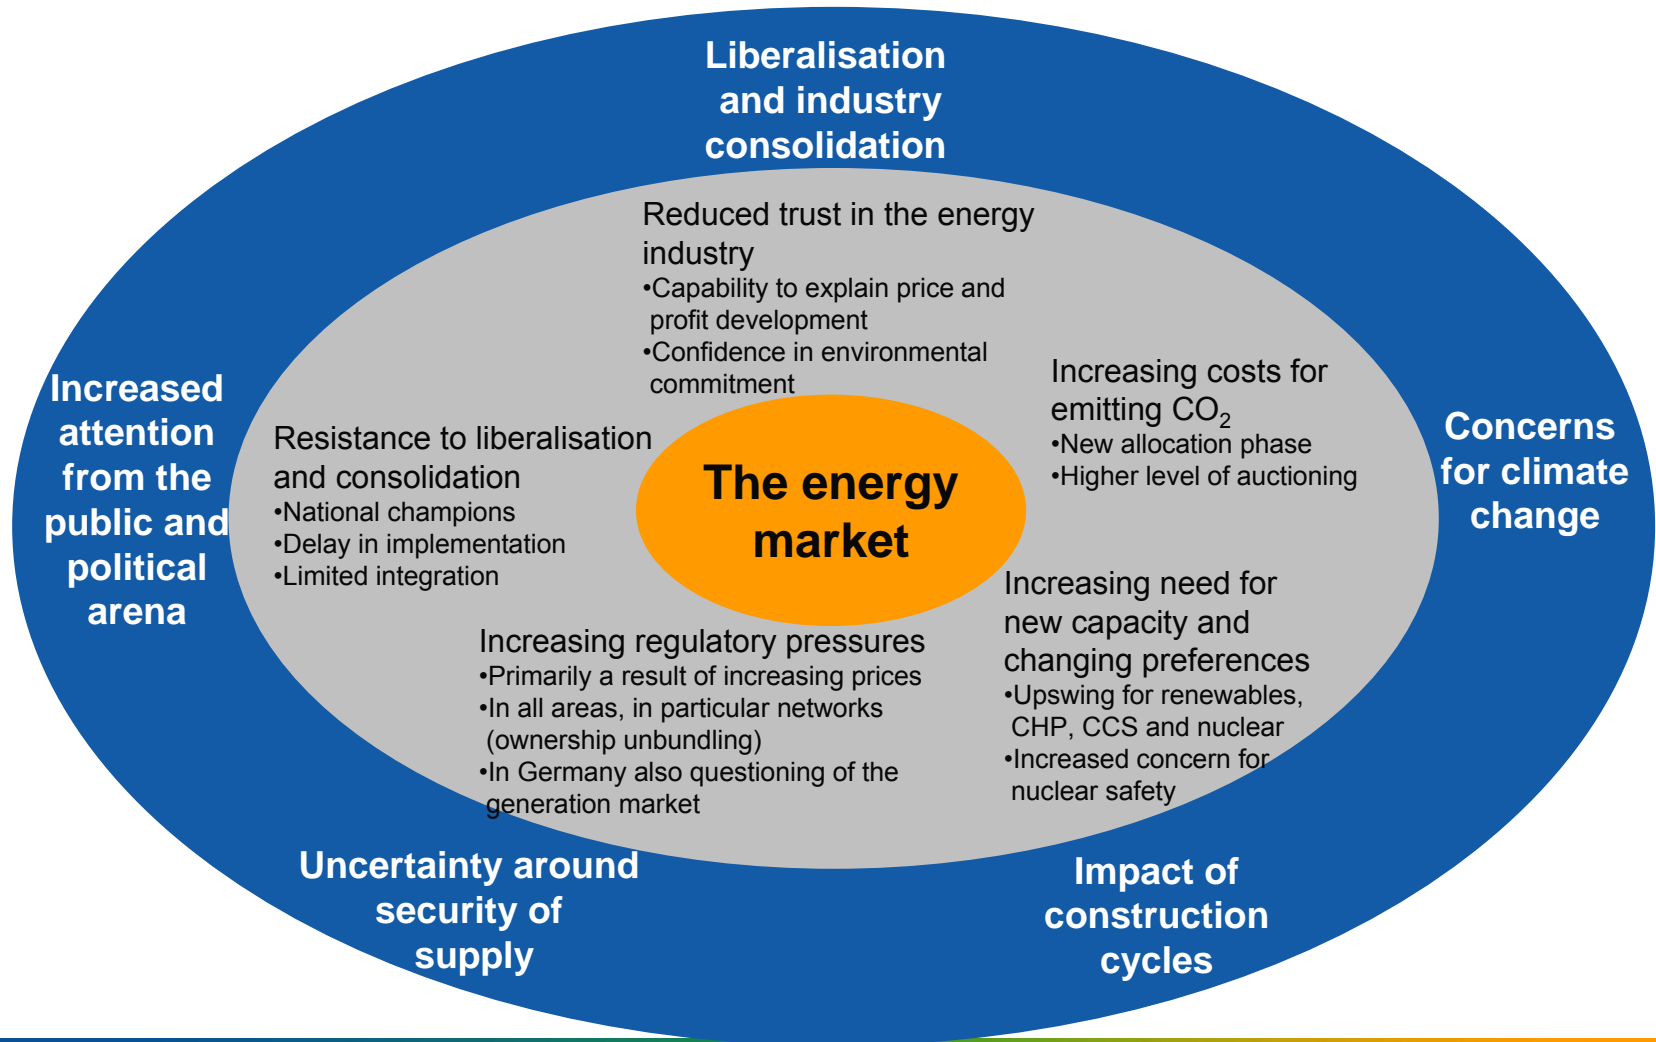 Liberalisation
and industry
consolidation
Reduced trust in the energy
industry
•Capability to explain price and
profit development
•Confidence in environmental
commitment
Increased
attention
from the
public and
political
arena
Resistance to liberalisation
and consolidation
•National champions
•Delay in implementation
•Limited integration
The energy
market
Increasing costs for
emitting CO₂
•New allocation phase
•Higher level of auctioning
Concerns
for climate
change
Increasing regulatory pressures
•Primarily a result of increasing prices
•In all areas, in particular networks
(ownership unbundling)
•In Germany also questioning of the
generation market
Increasing need for
new capacity and
changing preferences
•Upswing for renewables,
CHP, CCS and nuclear
•Increased concern for
nuclear safety
Uncertainty around
security of
supply
Impact of
construction
cycles